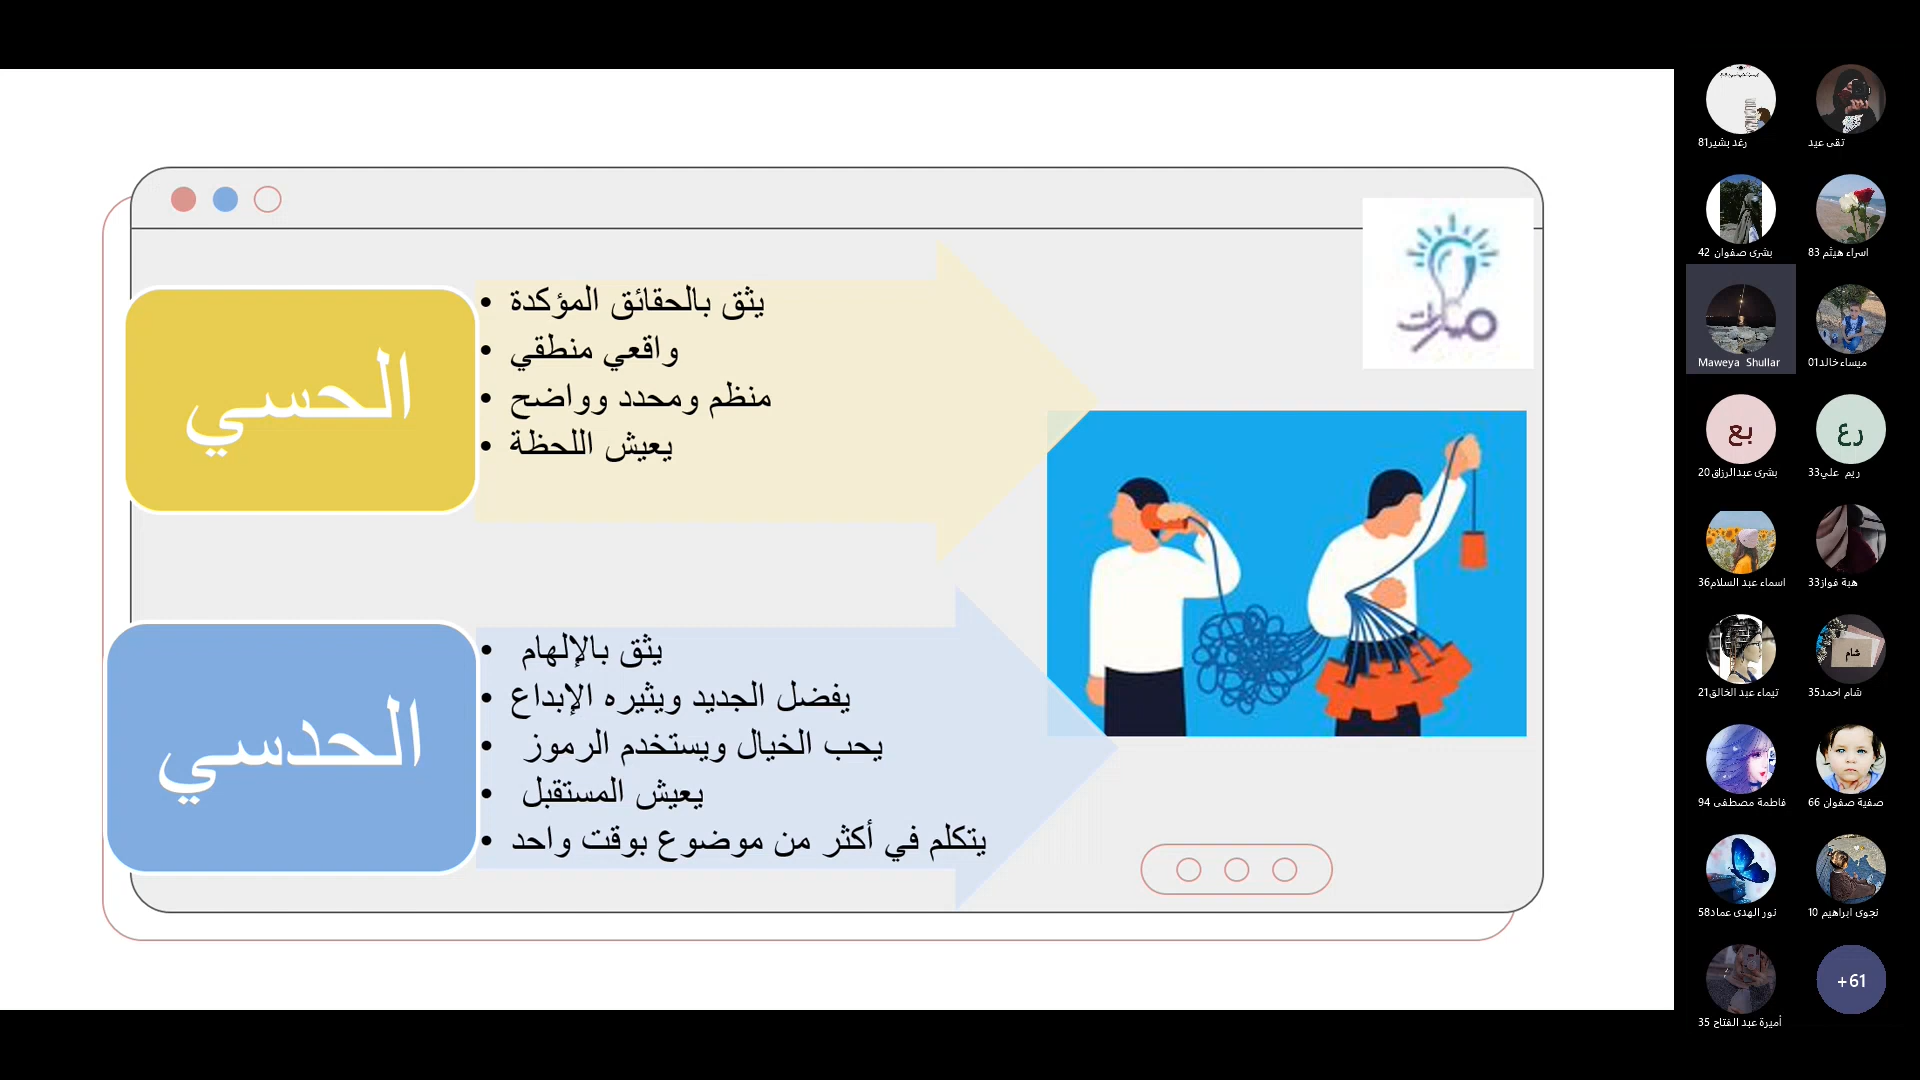 الحسي
يثق بالحقائق المؤكدة
واقعي منطقي
منظم ومحدد وواضح
يعيش اللحظة
الحدسي
يثق بالإلهام
يفضل الجديد ويثيره الإبداع
يحب الخيال ويستخدم الرموز
يعيش المستقبل
يتكلم في أكثر من موضوع بوقت واحد
رغد بشير81
تقى عيد
بشرى صفوان 42
اسراء هيثم 83
Maweya Shullar
ميساءخالد01
بع
رع
بشرى عبدالرزاق20
ريم علي33
اسماء عبد السلام36
هبة فواز33
شام
تيماء عبد الخالق21
شام احمد35
فاطمة مصطفى 94
صفية صفوان 66
نور الهدى عماد58
نجوى ابراهيم 10
+61
أميرة عبد الفتاح 35